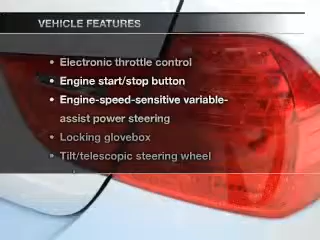 VEHICLE FEATURES
• Electronic throttle control
• Engine start/stop button
• Engine-speed-sensitive variable-
assist power steering
• Locking glovebox
• Tilt/telescopic steering wheel